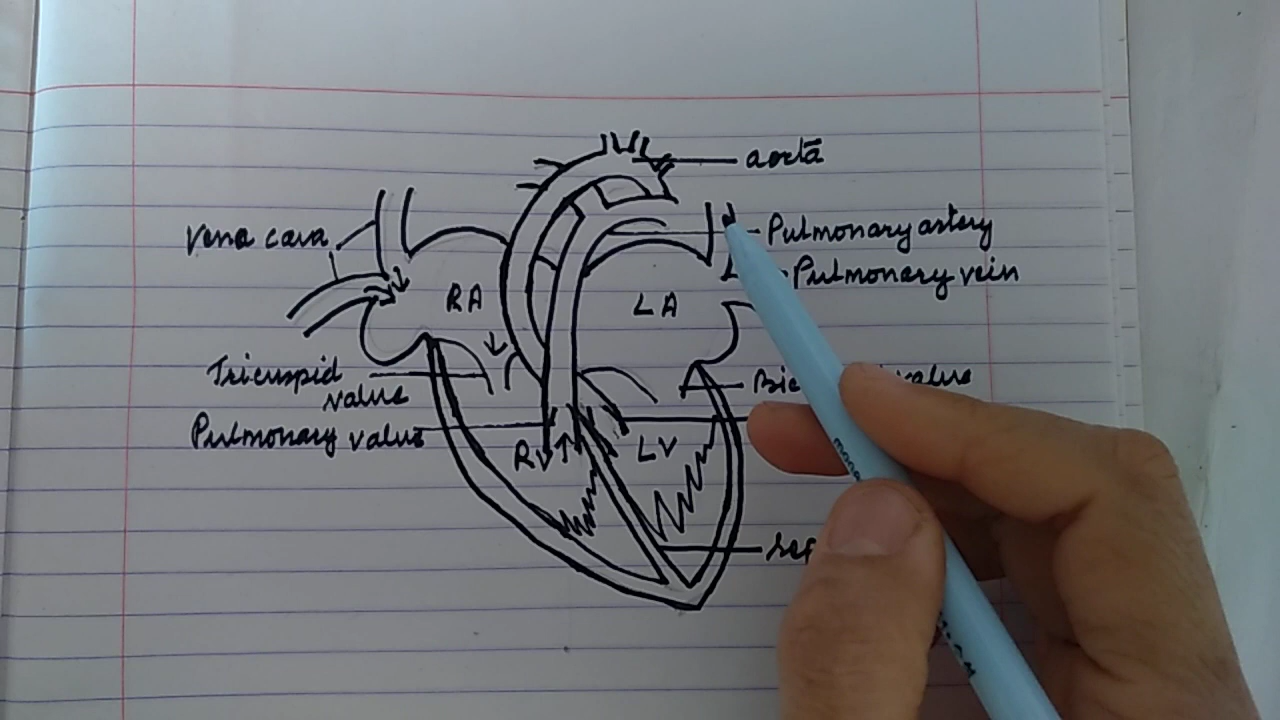 aorta
Vena cava
Pulmonary artery
Pulmonary vein
RA
LA
Tricuspid
value
Pulmonary value
RV
LV